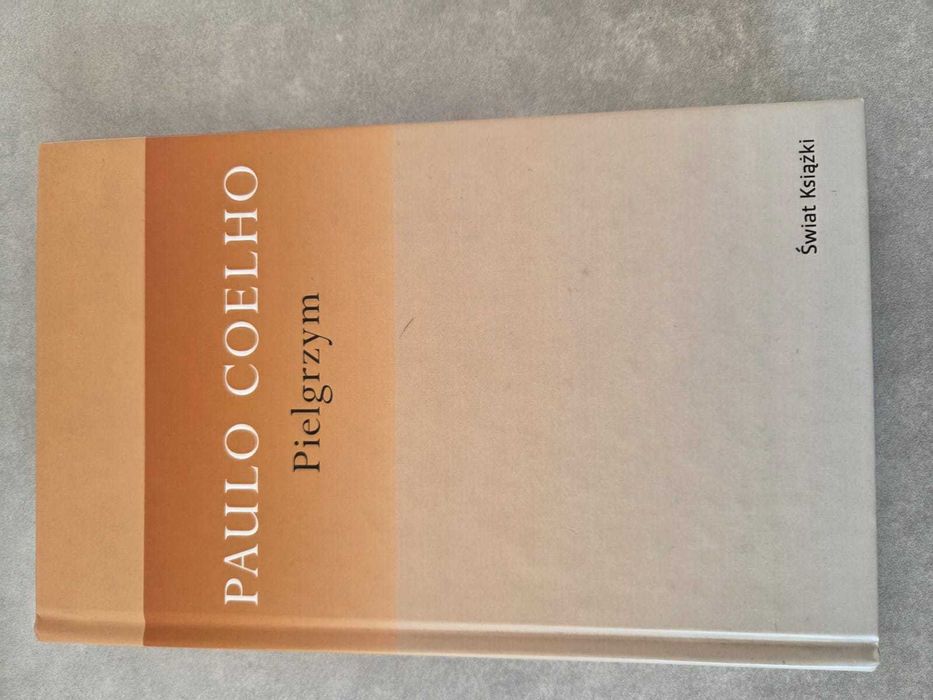 PAULO COELHO
Pielgrzym
Świat Książki